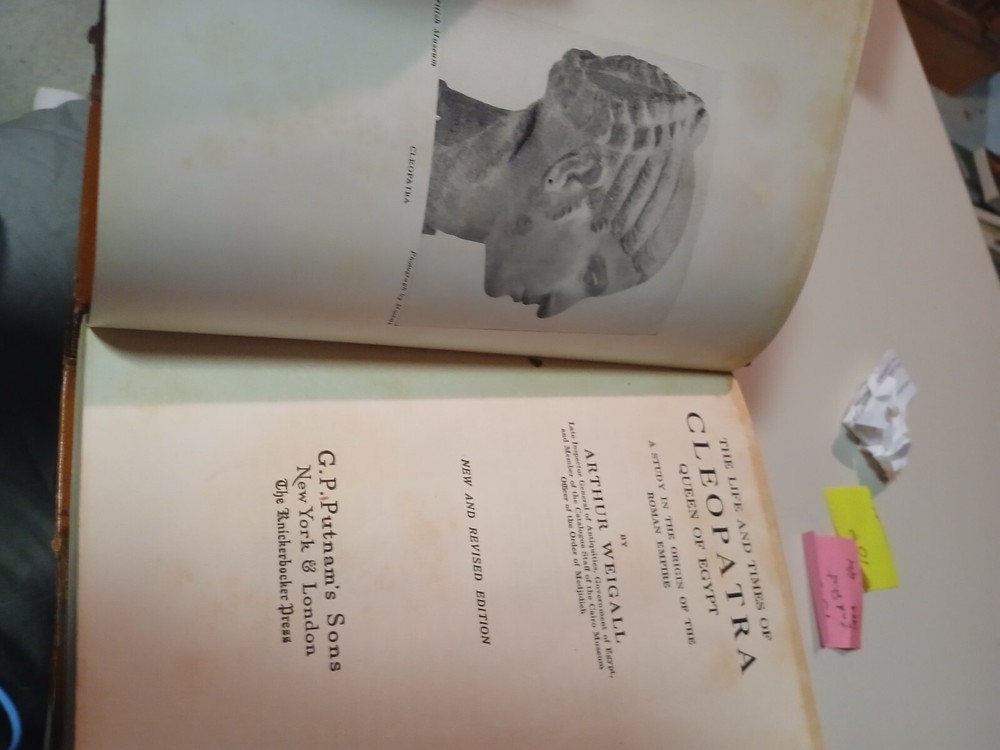 British Museum
CLEOPATRA
THE LIFE AND TIMES OF
CLEOPATRA
QUEEN OF EGYPT
A STUDY IN THE ORIGIN OF THE
ROMAN EMPIRE
BY
ARTHUR WEIGALL
Late Inspector General of Antiquities, Government of Egypt,
and Member of the Catalogue Staff of the Cairo Museum
Officer of the Order of Medjidieh
NEW AND REVISED EDITION
G. P. Putnam's Sons
New York & London
The Knickerbocker Press